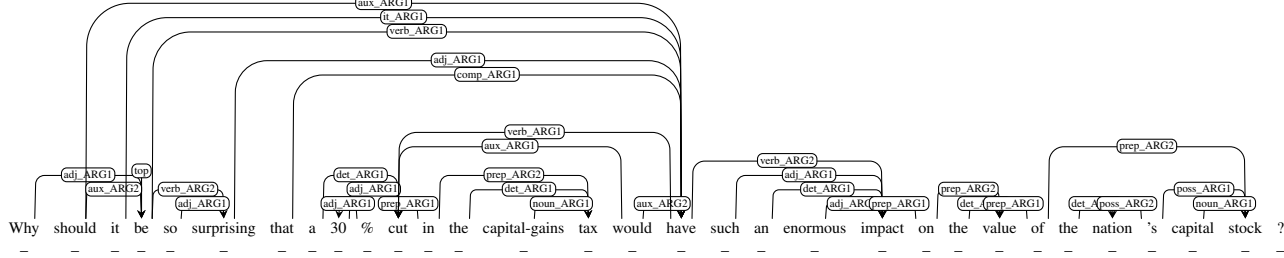 aux_ARG1
it_ARG1
verb_ARG1
adj_ARG1
comp_ARG1
verb_ARG1
aux_ARG1 prep_ARG2
verb_ARG2
adj_ARG1 top det_ARG1 prep_ARG2 adj_ARG1
aux_ARG2 verb_ARG2 adj_ARG1 det_ARG1 det_ARG1 prep_ARG2 poss_ARG1
adj_ARG1 adj_ARG1 prep_ARG1 noun_ARG1 aux_ARG2 prep_ARG1 prep_ARG1 poss_ARG2 noun_ARG1
Why should it be so surprising that a 30 % cut in the capital-gains tax would have such an enormous impact on the value of the nation 's capital stock ?
_ _ _ _ _ _ _ _ _ _ _ _ _ _ _ _ _ _ _ _ _ _ _ _ _ _ _ _ _ _ _